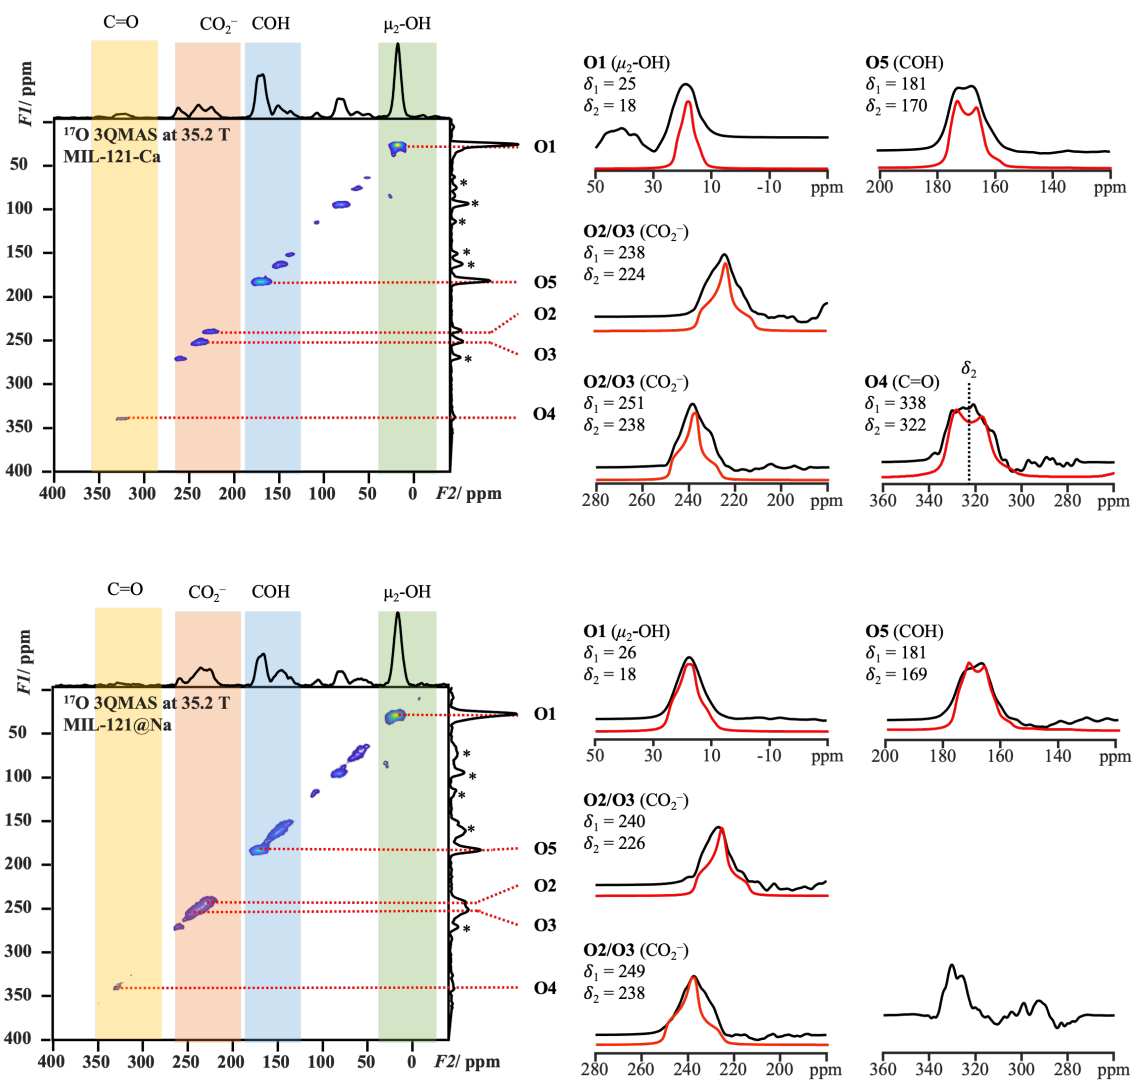 C=O CO₂⁻ COH μ₂-OH
F1/ ppm
¹⁷O 3QMAS at 35.2 T
MIL-121-Ca
50
100
150
200
250
300
350
400
400 350 300 250 200 150 100 50 0 F2/ ppm
*
*
*
*
*
*
O1
O5
O2
O3
O4
O1 (μ₂-OH)
δ₁ = 25
δ₂ = 18
50 30 10 -10 ppm
O5 (COH)
δ₁ = 181
δ₂ = 170
200 180 160 140 ppm
O2/O3 (CO₂⁻)
δ₁ = 238
δ₂ = 224
O2/O3 (CO₂⁻)
δ₁ = 251
δ₂ = 238
280 260 240 220 200 ppm
O4 (C=O)
δ₁ = 338
δ₂ = 322
δ₂
360 340 320 300 280 ppm
C=O CO₂⁻ COH μ₂-OH
F1/ ppm
¹⁷O 3QMAS at 35.2 T
MIL-121@Na
50
100
150
200
250
300
350
400
400 350 300 250 200 150 100 50 0 F2/ ppm
*
*
*
*
*
O1
O5
O2
O3
O4
O1 (μ₂-OH)
δ₁ = 26
δ₂ = 18
50 30 10 -10 ppm
O5 (COH)
δ₁ = 181
δ₂ = 169
200 180 160 140 ppm
O2/O3 (CO₂⁻)
δ₁ = 240
δ₂ = 226
O2/O3 (CO₂⁻)
δ₁ = 249
δ₂ = 238
280 260 240 220 200 ppm
360 340 320 300 280 ppm